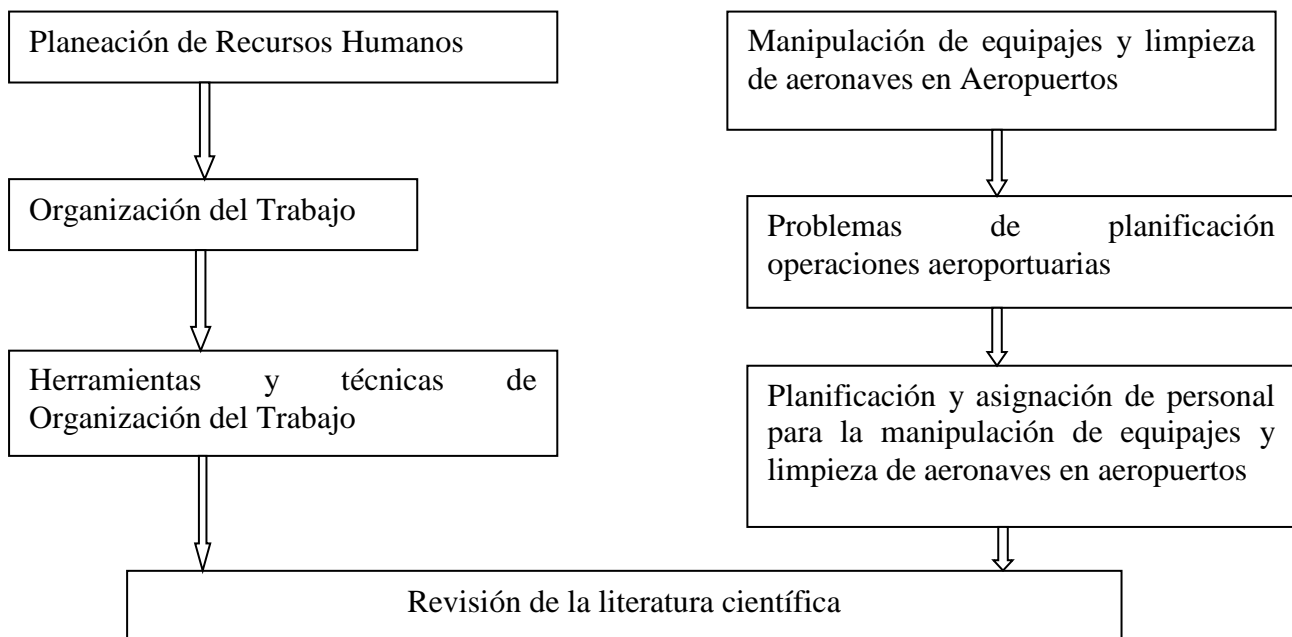 Planeación de Recursos Humanos
Organización del Trabajo
Herramientas y técnicas de
Organización del Trabajo
Manipulación de equipajes y limpieza
de aeronaves en Aeropuertos
Problemas de planificación
operaciones aeroportuarias
Planificación y asignación de personal
para la manipulación de equipajes y
limpieza de aeronaves en aeropuertos
Revisión de la literatura científica